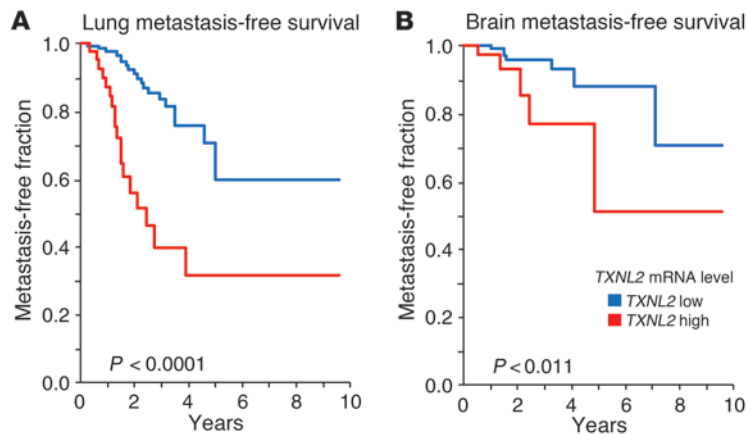 A
Lung metastasis-free survival
Metastasis-free fraction
1.0
0.8
0.6
0.4
0.2
0.0
P < 0.0001
0 2 4 6 8 10
Years
B
Brain metastasis-free survival
Metastasis-free fraction
1.0
0.8
0.6
0.4
0.2
0.0
TXNL2 mRNA level
TXNL2 low
TXNL2 high
P < 0.011
0 2 4 6 8 10
Years